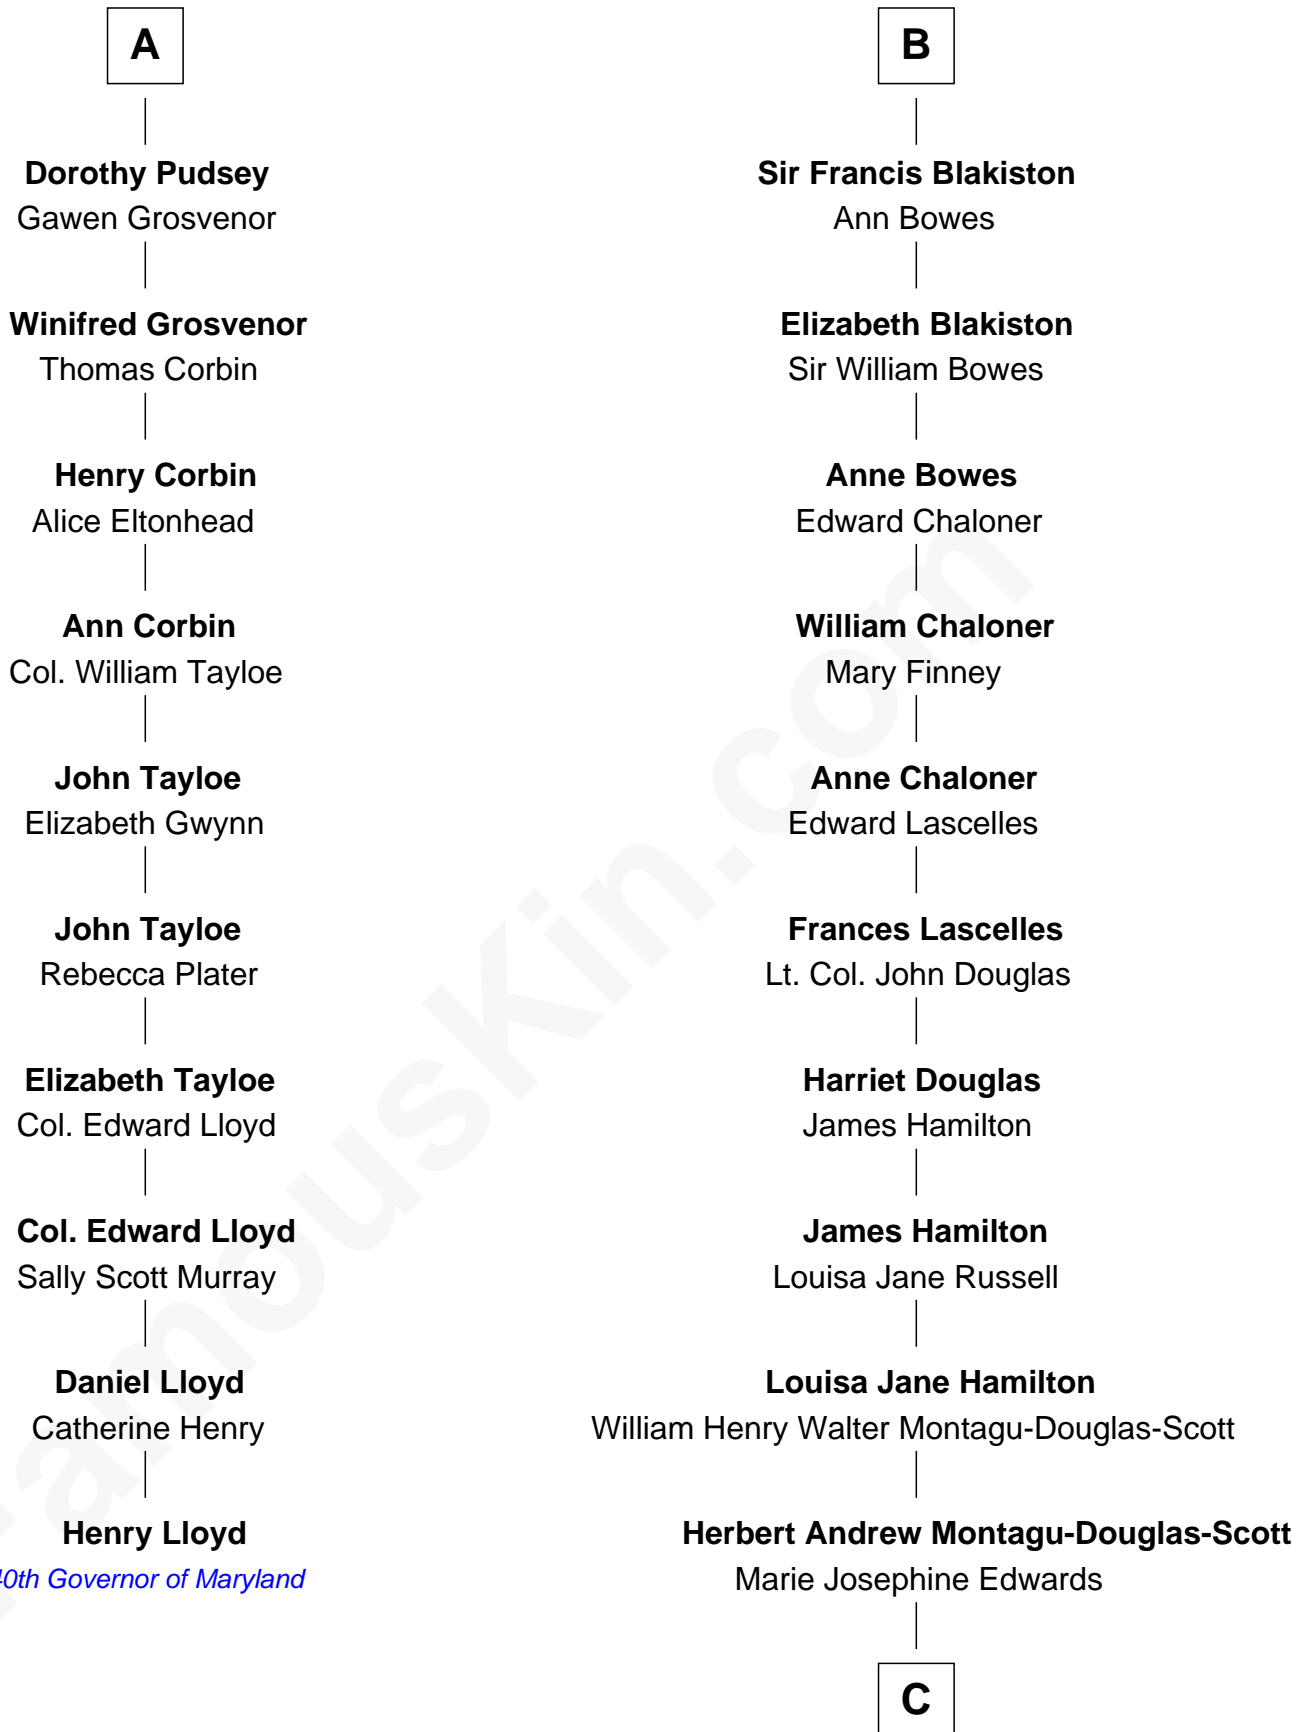 A
Dorothy Pudsey
Gawen Grosvenor
Winifred Grosvenor
Thomas Corbin
Henry Corbin
Alice Eltonhead
Ann Corbin
Col. William Tayloe
John Tayloe
Elizabeth Gwynn
John Tayloe
Rebecca Plater
Elizabeth Tayloe
Col. Edward Lloyd
Col. Edward Lloyd
Sally Scott Murray
Daniel Lloyd
Catherine Henry
Henry Lloyd
40th Governor of Maryland
B
Sir Francis Blakiston
Ann Bowes
Elizabeth Blakiston
Sir William Bowes
Anne Bowes
Edward Chaloner
William Chaloner
Mary Finney
Anne Chaloner
Edward Lascelles
Frances Lascelles
Lt. Col. John Douglas
Harriet Douglas
James Hamilton
James Hamilton
Louisa Jane Russell
Louisa Jane Hamilton
William Henry Walter Montagu-Douglas-Scott
Herbert Andrew Montagu-Douglas-Scott
Marie Josephine Edwards
C
FamousKin.com